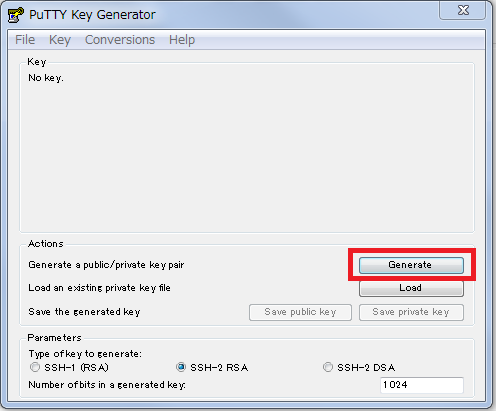 PuTTY Key Generator
File Key Conversions Help
Key
No key.
Actions
Generate a public/private key pair Generate
Load an existing private key file Load
Save the generated key Save public key Save private key
Parameters
Type of key to generate:
SSH-1 (RSA) SSH-2 RSA SSH-2 DSA
Number of bits in a generated key: 1024